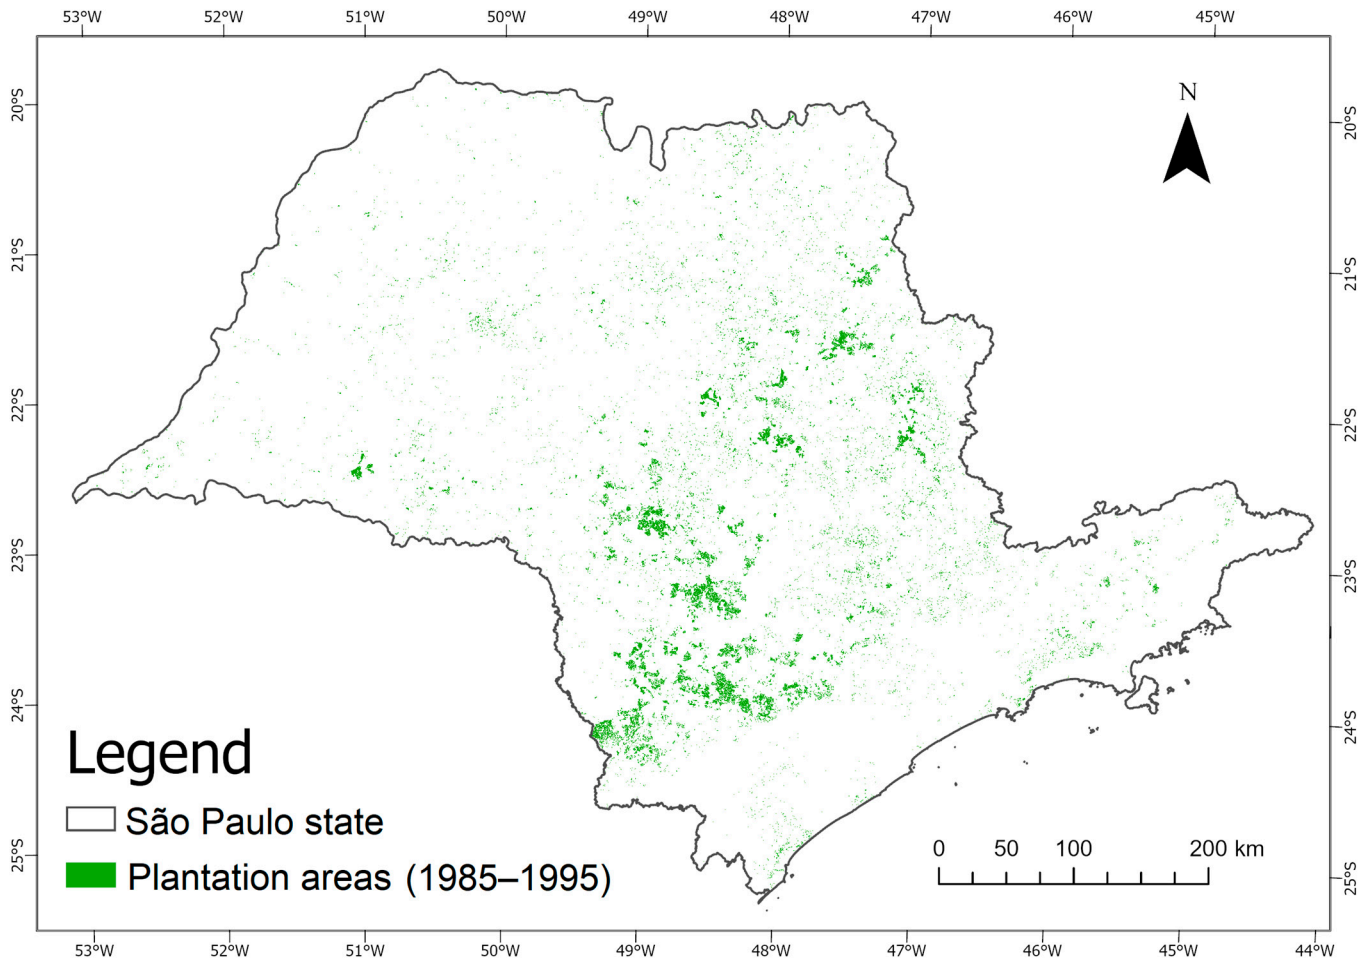 53°W 52°W 51°W 50°W 49°W 48°W 47°W 46°W 45°W
N
20°S
20°S
21°S
21°S
22°S
22°S
23°S
23°S
24°S
24°S
25°S
25°S
Legend
São Paulo state
Plantation areas (1985–1995)
0 50 100 200 km
53°W 52°W 51°W 50°W 49°W 48°W 47°W 46°W 45°W 44°W